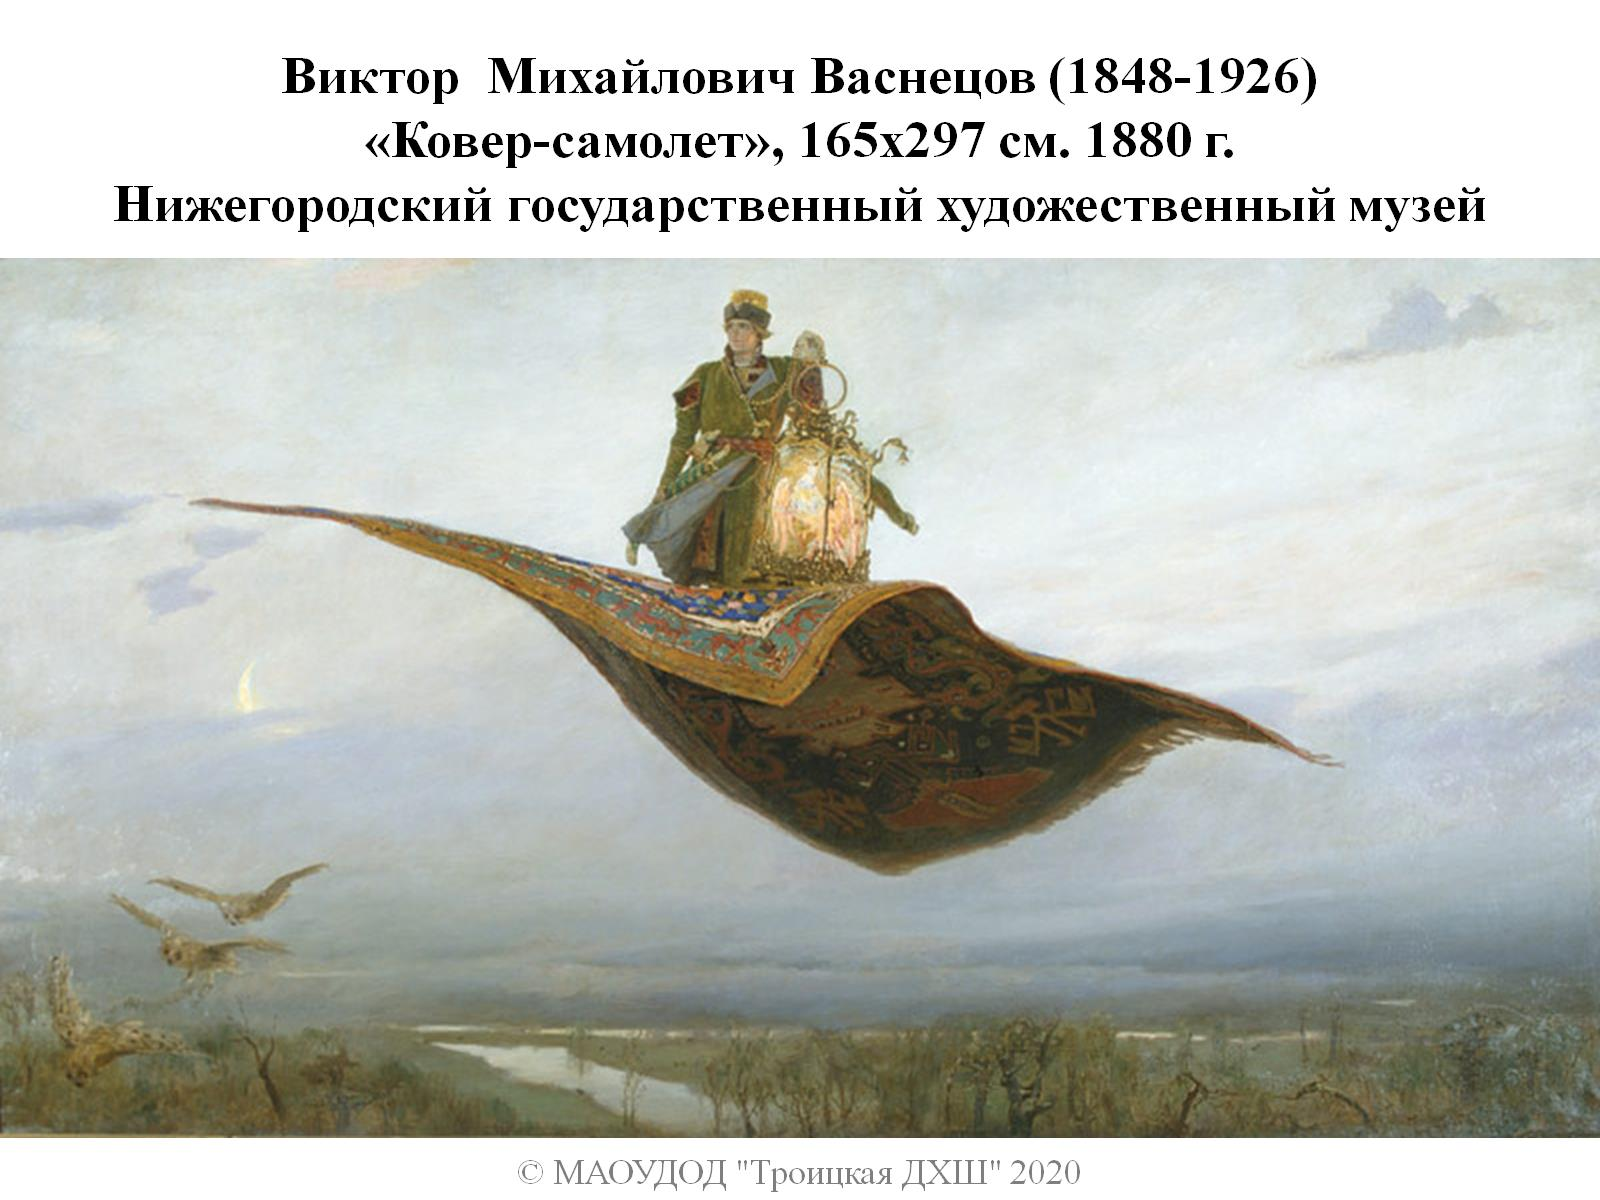 Виктор  Михайлович Васнецов (1848-1926)
«Ковер-самолет», 165х297 см. 1880 г.
Нижегородский государственный художественный музей
© МАОУДОД "Троицкая ДХШ" 2020